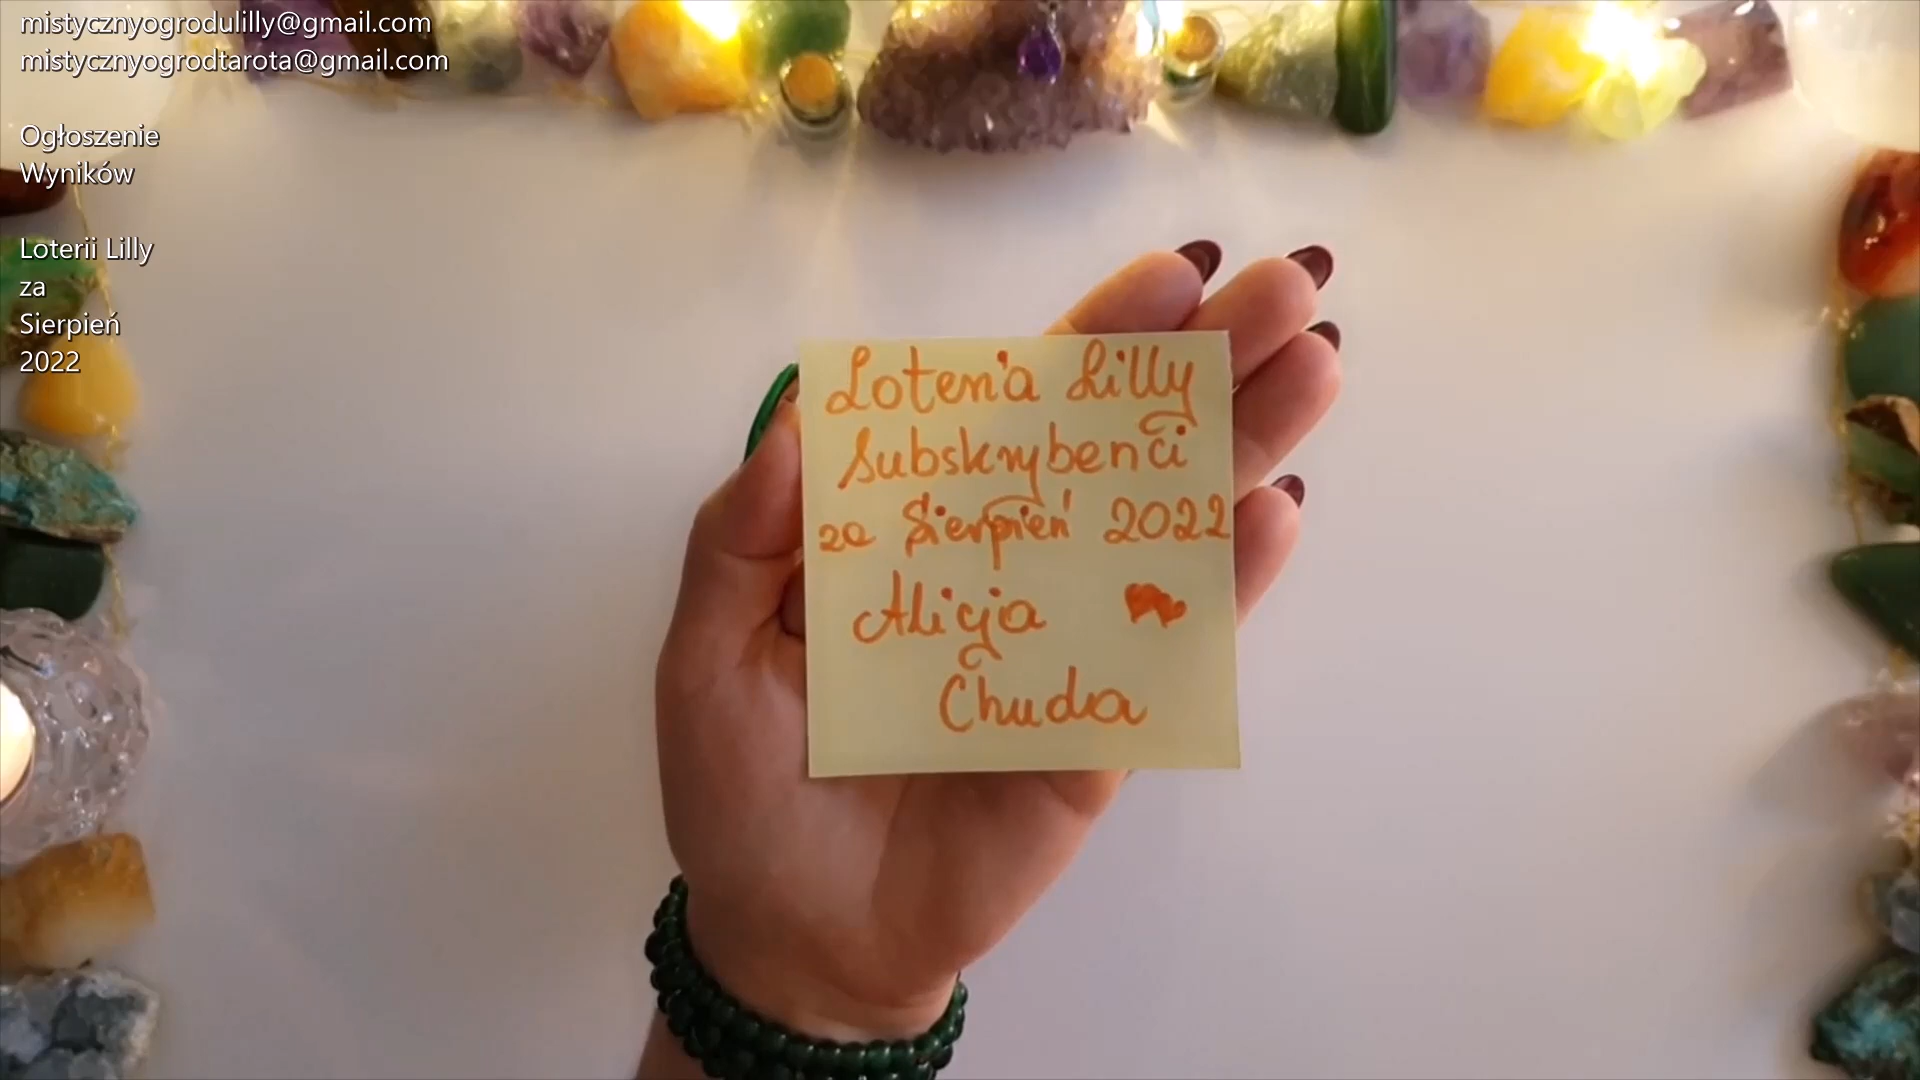 mistycznyogrodulilly@gmail.com
mistycznyogrodtarota@gmail.com
Ogłoszenie
Wyników
Loterii Lilly
za
Sierpień
2022
Loteria Lilly
Subskrybenci
za Sierpień 2022
Alicja
Chuda